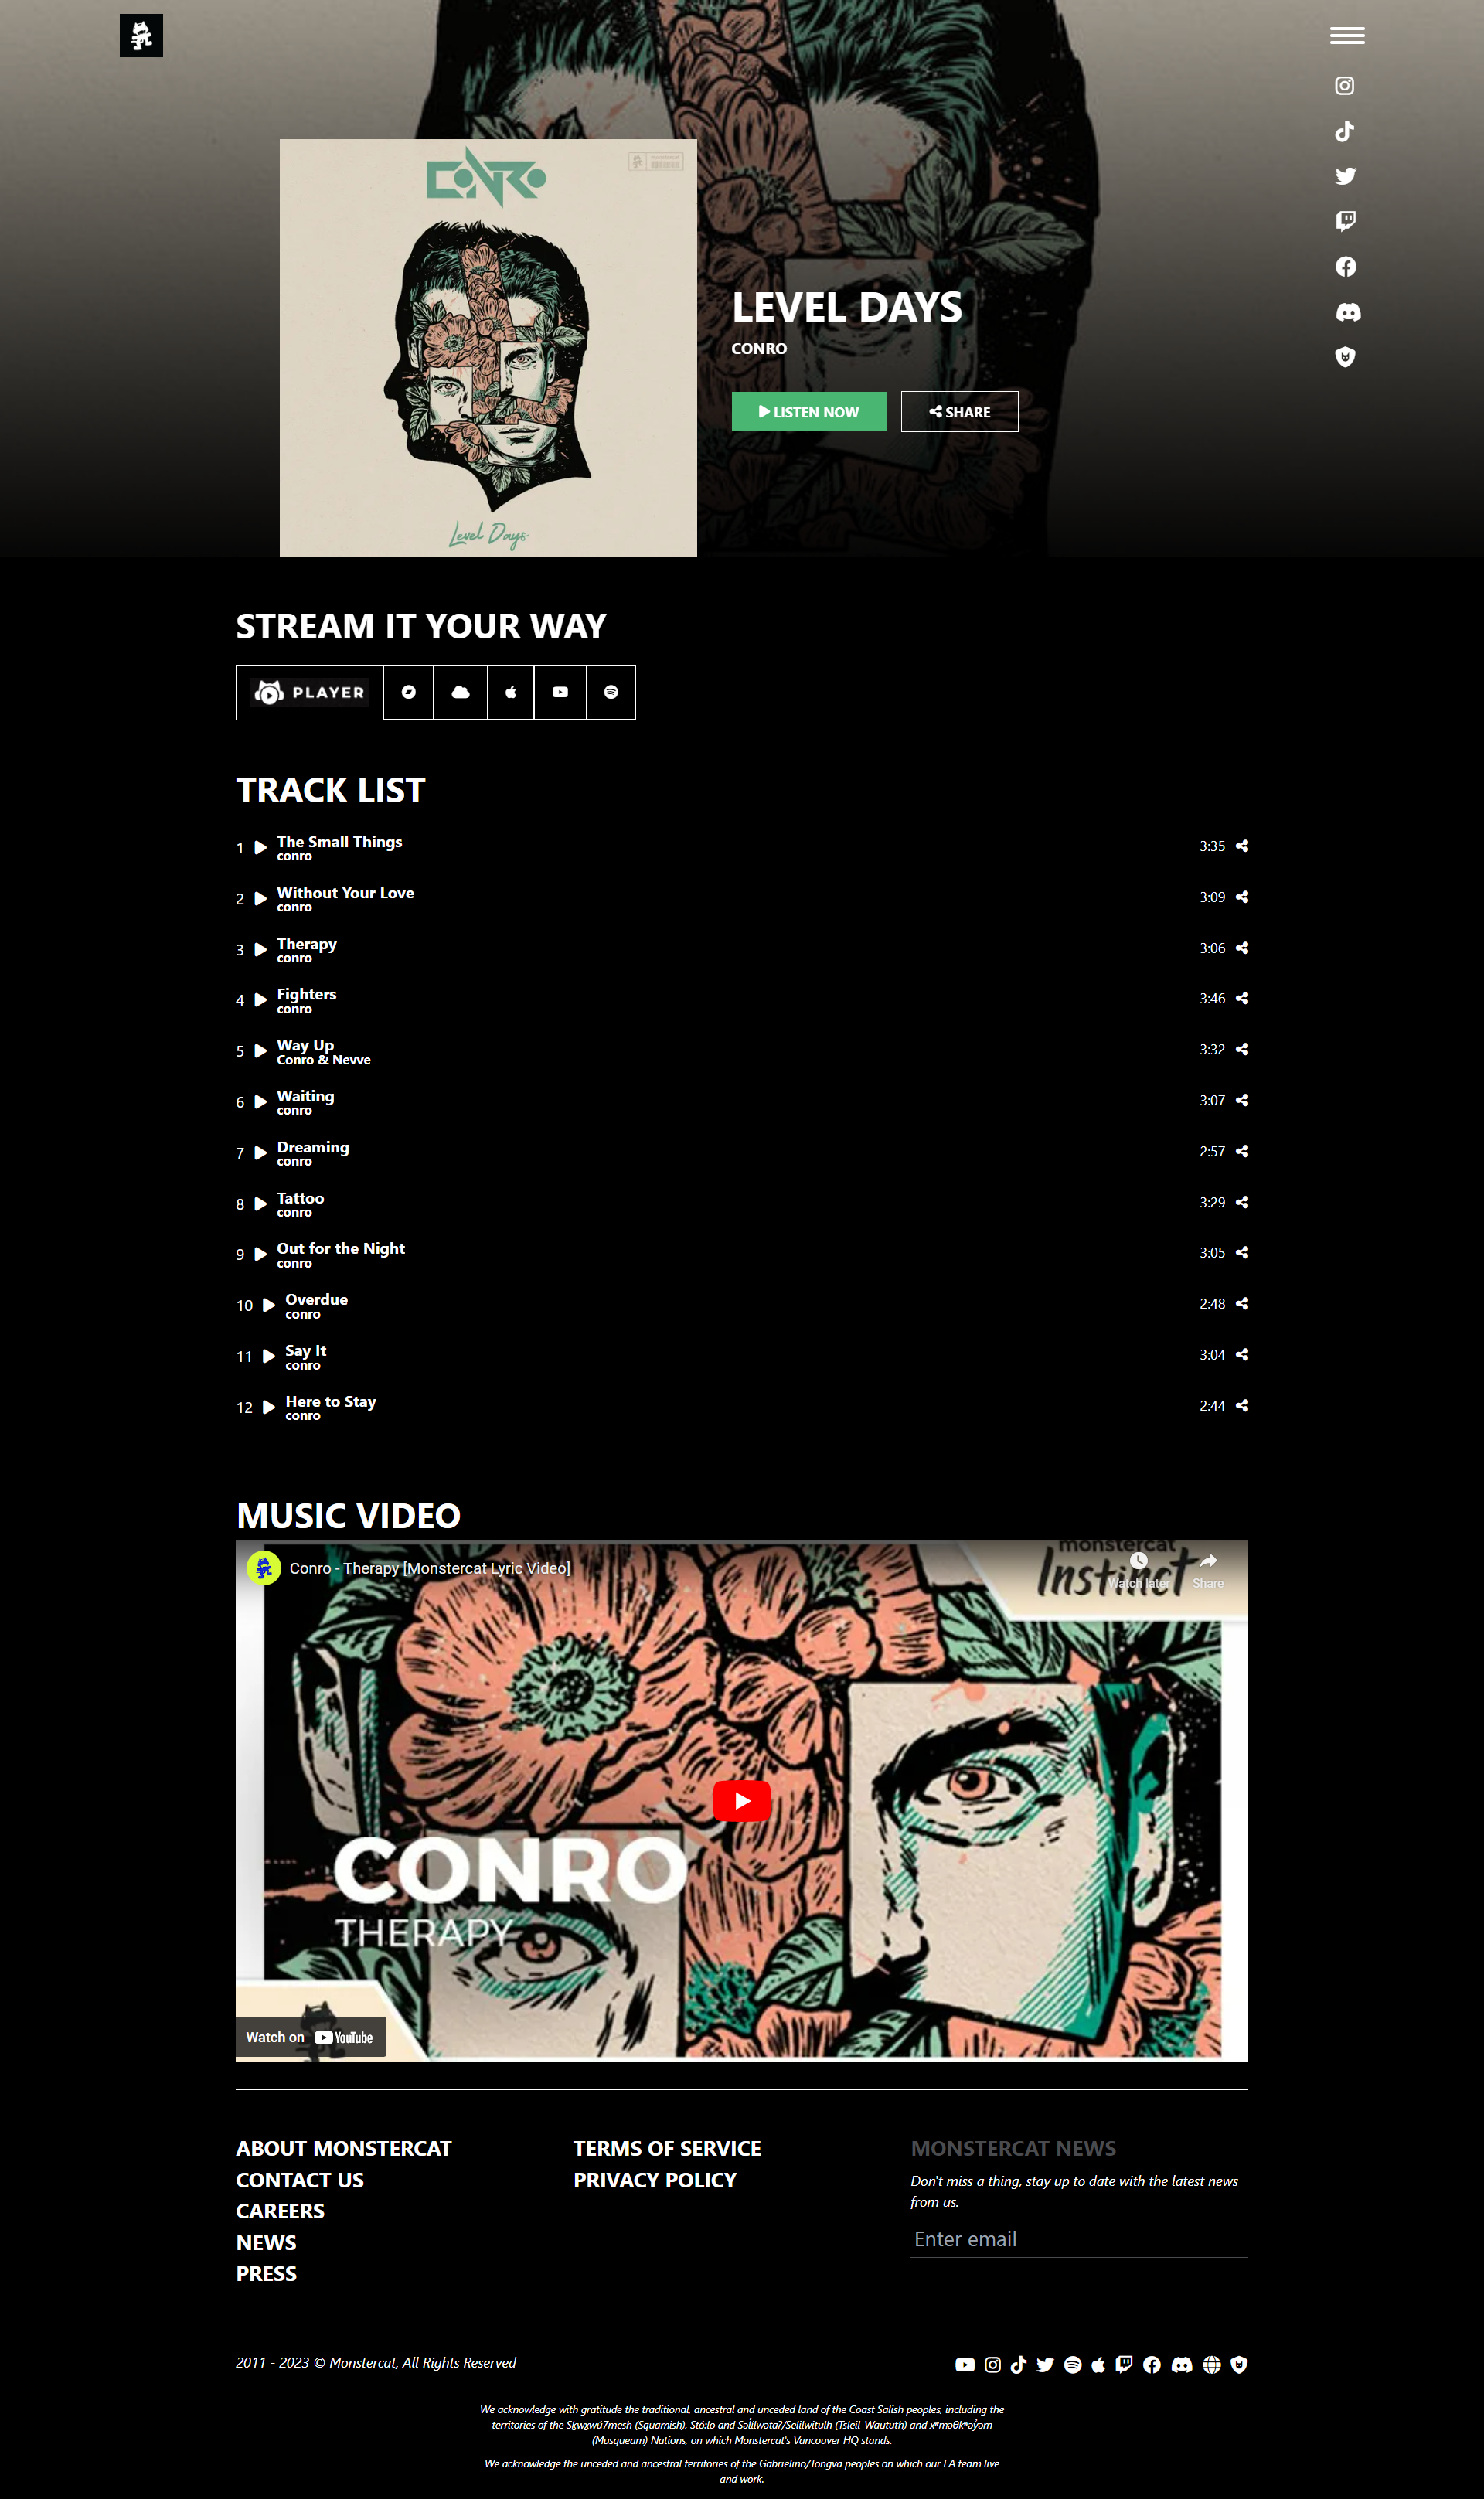 CONRO
Level Days
LEVEL DAYS
CONRO
LISTEN NOW
SHARE
STREAM IT YOUR WAY
PLAYER
TRACK LIST
1 The Small Things 3:35
conro
2 Without Your Love 3:09
conro
3 Therapy 3:06
conro
4 Fighters 3:46
conro
5 Way Up 3:32
Conro & Nevve
6 Waiting 3:07
conro
7 Dreaming 2:57
conro
8 Tattoo 3:29
conro
9 Out for the Night 3:05
conro
10 Overdue 2:48
conro
11 Say It 3:04
conro
12 Here to Stay 2:44
conro
MUSIC VIDEO
monstercat
Instinct
Conro - Therapy [Monstercat Lyric Video]
Watch later
Share
CONRO
THERAPY
Watch on YouTube
ABOUT MONSTERCAT
CONTACT US
CAREERS
NEWS
PRESS
TERMS OF SERVICE
PRIVACY POLICY
MONSTERCAT NEWS
Don't miss a thing, stay up to date with the latest news
from us.
Enter email
2011 - 2023 © Monstercat, All Rights Reserved
We acknowledge with gratitude the traditional, ancestral and unceded land of the Coast Salish peoples, including the
territories of the Sḵwx̱wú7mesh (Squamish), Stó:lō and Səl̓ílwətaʔ/Selilwitulh (Tsleil-Waututh) and xʷməθkʷəy̓əm
(Musqueam) Nations, on which Monstercat's Vancouver HQ stands.
We acknowledge the unceded and ancestral territories of the Gabrielino/Tongva peoples on which our LA team live
and work.